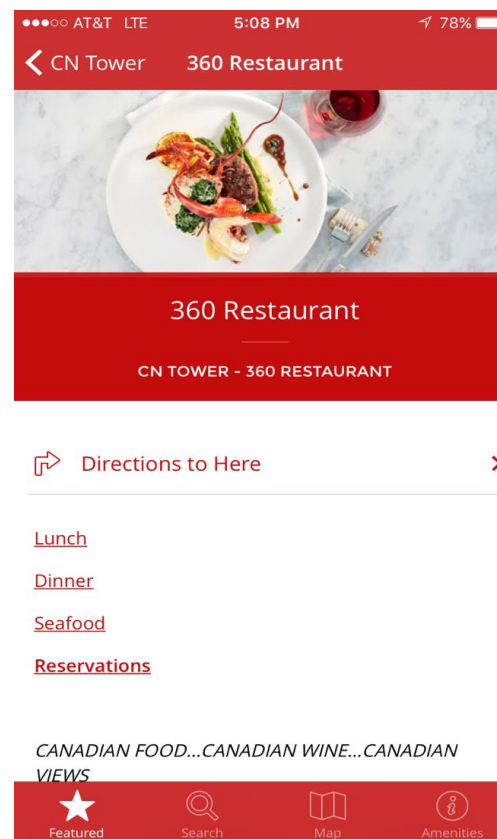 AT&T LTE 5:08 PM 78%
CN Tower 360 Restaurant
360 Restaurant
CN TOWER - 360 RESTAURANT
Directions to Here
Lunch
Dinner
Seafood
Reservations
CANADIAN FOOD...CANADIAN WINE...CANADIAN
VIEWS
Featured Search Map Amenities